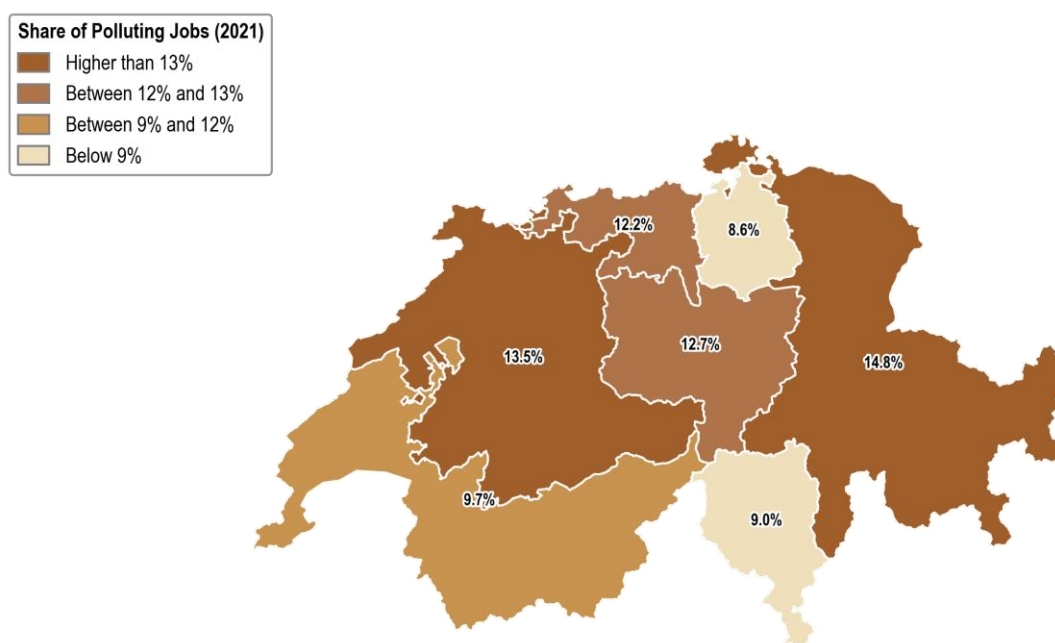 Share of Polluting Jobs (2021)
Higher than 13%
Between 12% and 13%
Between 9% and 12%
Below 9%
12.2%
8.6%
13.5%
12.7%
14.8%
9.7%
9.0%